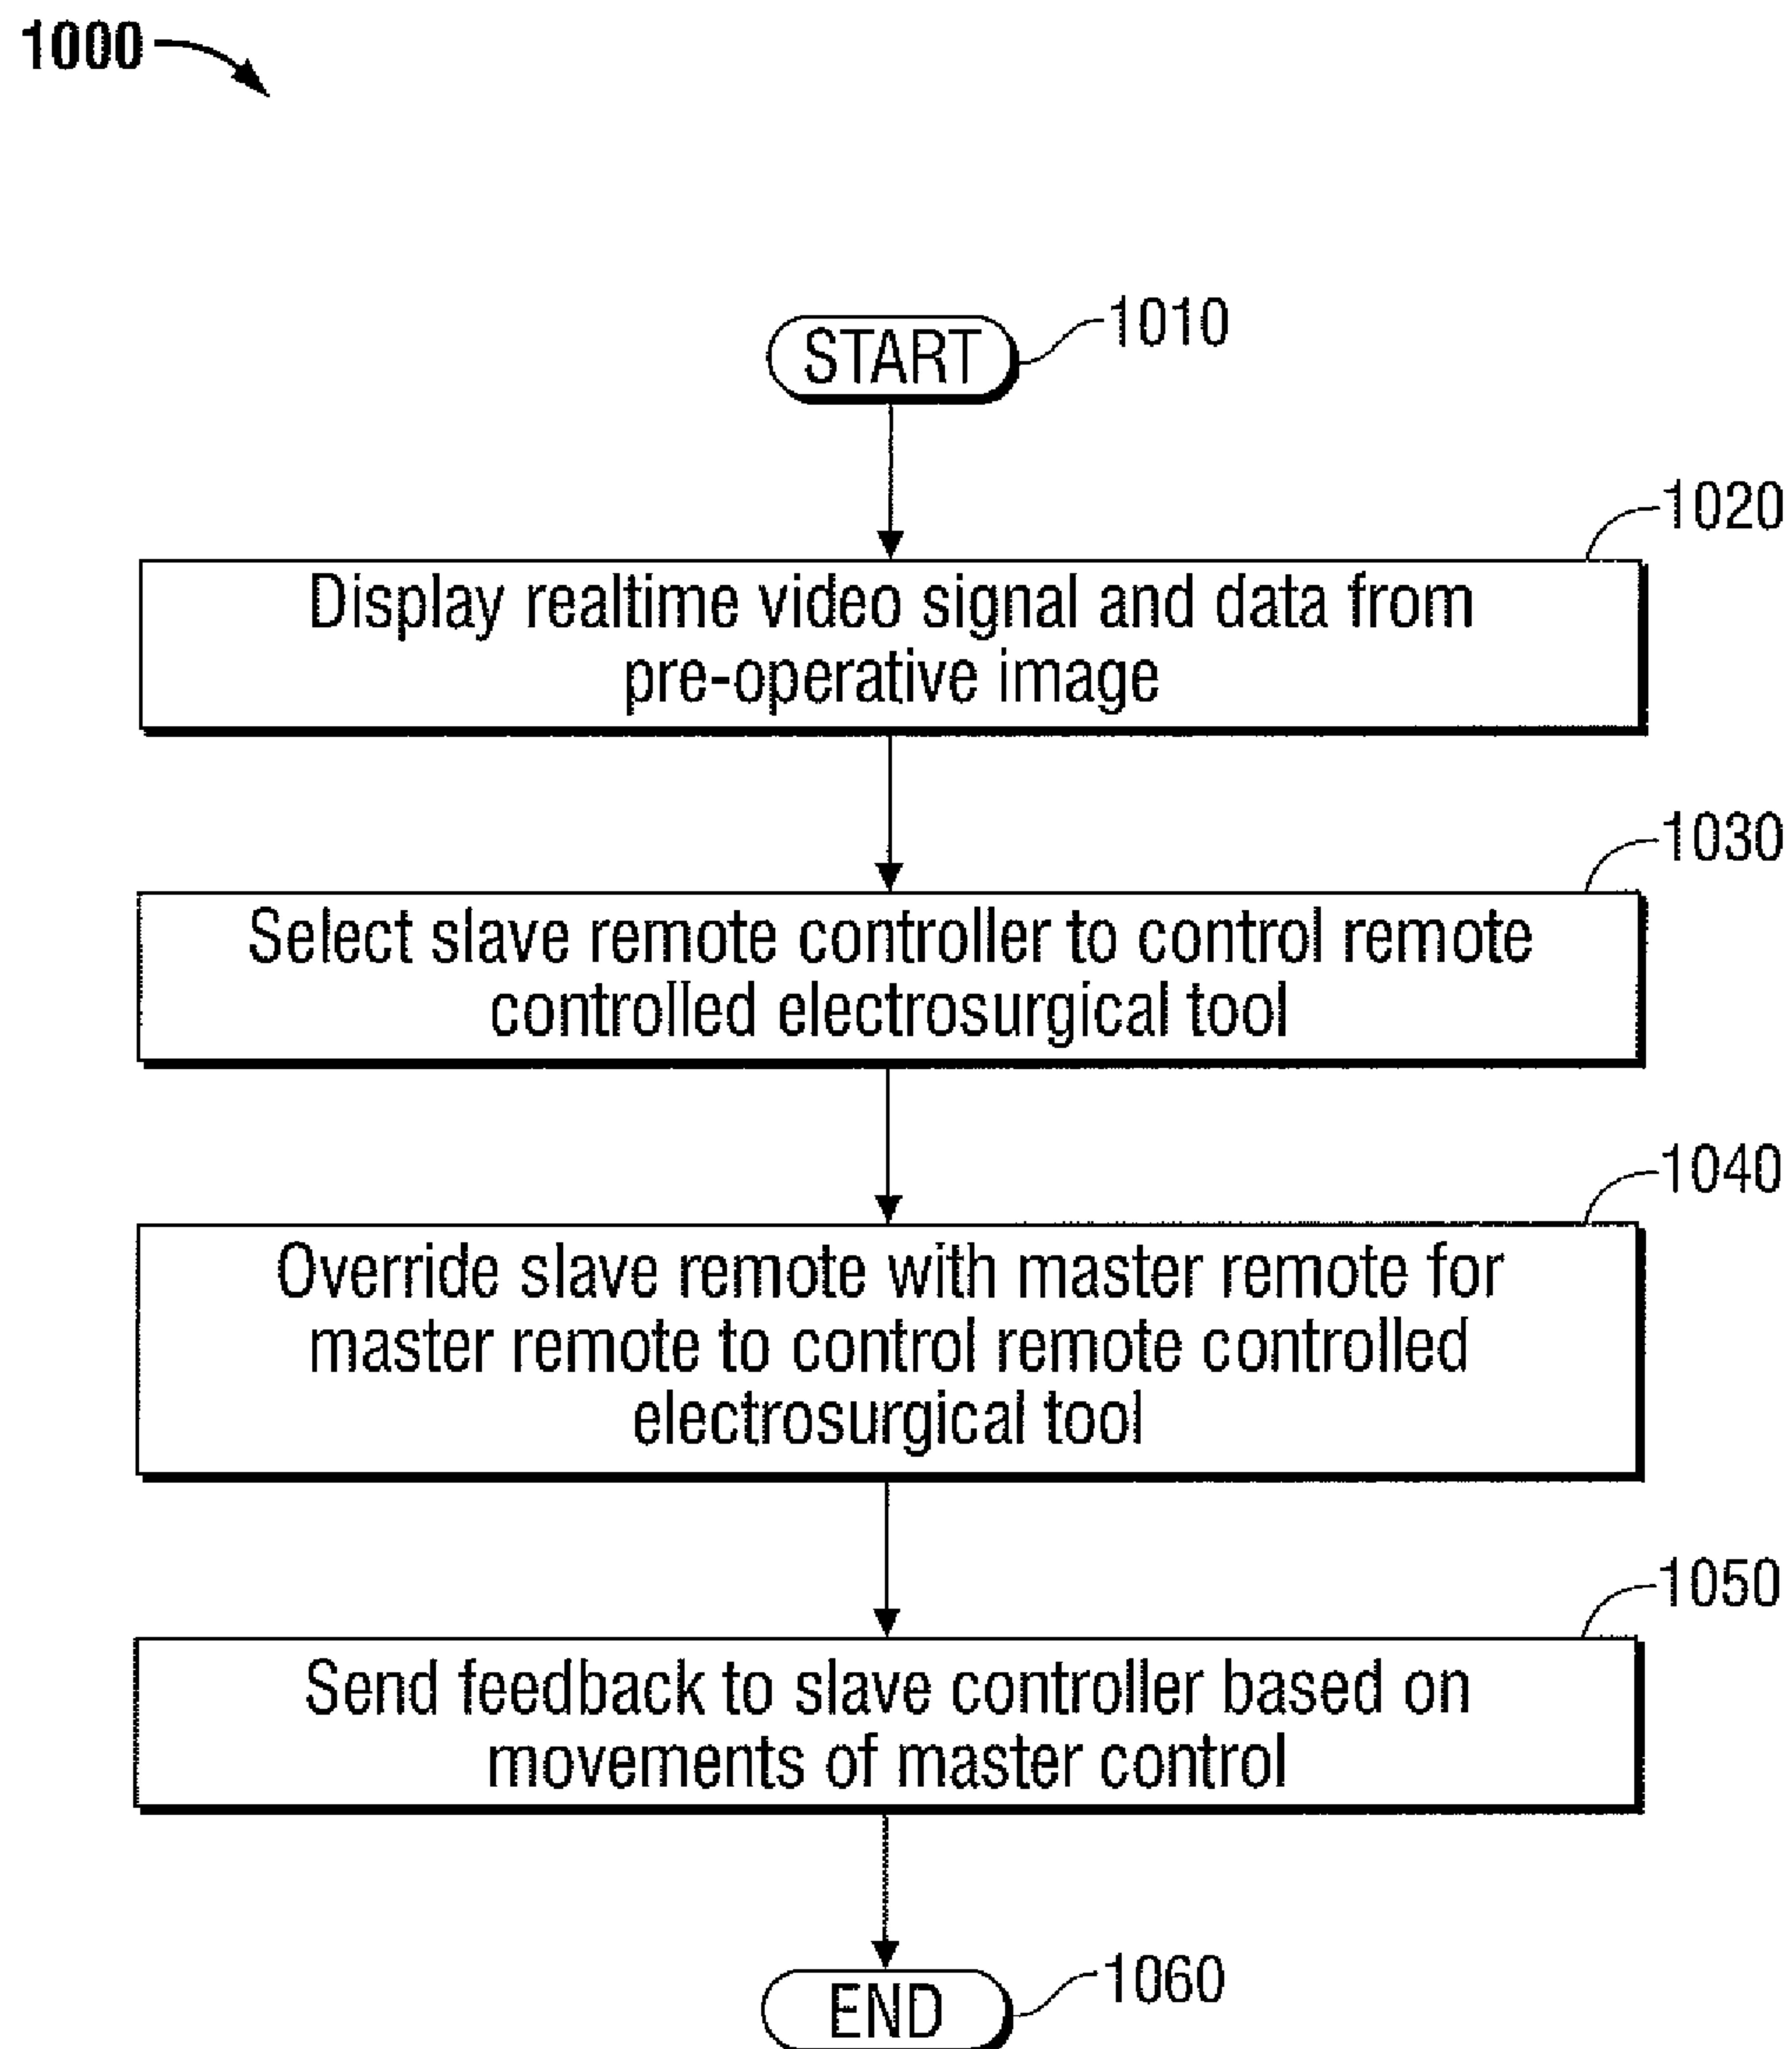 1000
START
1010
1020
Display realtime video signal and data from
pre-operative image
1030
Select slave remote controller to control remote
controlled electrosurgical tool
1040
Override slave remote with master remote for
master remote to control remote controlled
electrosurgical tool
1050
Send feedback to slave controller based on
movements of master control
END
1060